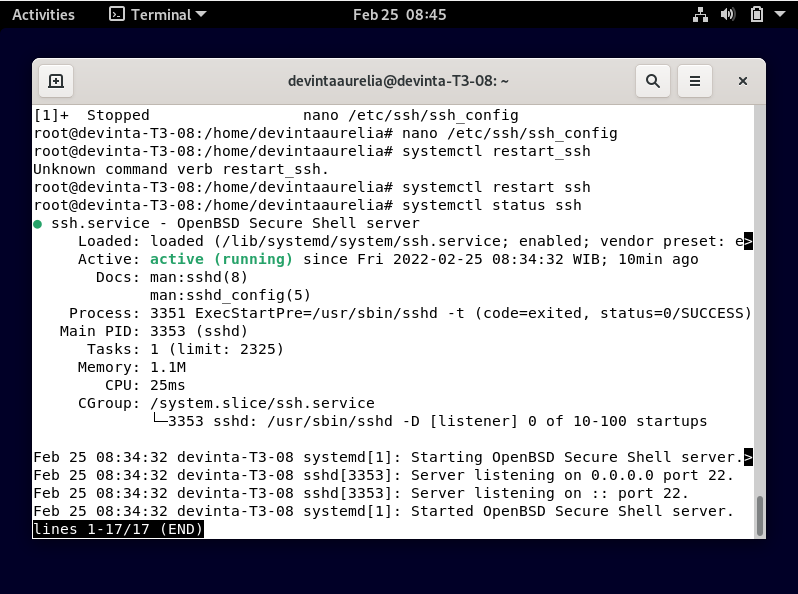 Activities Terminal Feb 25 08:45
devintaaurelia@devinta-T3-08: ~
[1]+  Stopped                 nano /etc/ssh/ssh_config
root@devinta-T3-08:/home/devintaaurelia# nano /etc/ssh/ssh_config
root@devinta-T3-08:/home/devintaaurelia# systemctl restart_ssh
Unknown command verb restart_ssh.
root@devinta-T3-08:/home/devintaaurelia# systemctl restart ssh
root@devinta-T3-08:/home/devintaaurelia# systemctl status ssh
● ssh.service - OpenBSD Secure Shell server
     Loaded: loaded (/lib/systemd/system/ssh.service; enabled; vendor preset: e>
     Active: active (running) since Fri 2022-02-25 08:34:32 WIB; 10min ago
       Docs: man:sshd(8)
             man:sshd_config(5)
    Process: 3351 ExecStartPre=/usr/sbin/sshd -t (code=exited, status=0/SUCCESS)
   Main PID: 3353 (sshd)
      Tasks: 1 (limit: 2325)
     Memory: 1.1M
        CPU: 25ms
     CGroup: /system.slice/ssh.service
             └─3353 sshd: /usr/sbin/sshd -D [listener] 0 of 10-100 startups
Feb 25 08:34:32 devinta-T3-08 systemd[1]: Starting OpenBSD Secure Shell server.>
Feb 25 08:34:32 devinta-T3-08 sshd[3353]: Server listening on 0.0.0.0 port 22.
Feb 25 08:34:32 devinta-T3-08 sshd[3353]: Server listening on :: port 22.
Feb 25 08:34:32 devinta-T3-08 systemd[1]: Started OpenBSD Secure Shell server.
lines 1-17/17 (END)